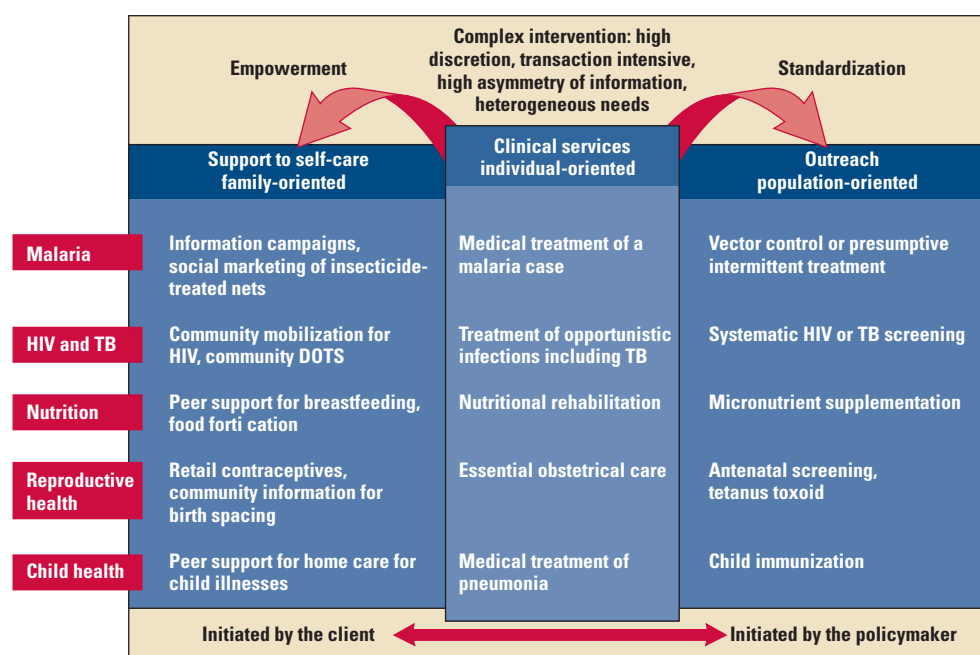 Empowerment
Complex intervention: high
discretion, transaction intensive,
high asymmetry of information,
heterogeneous needs
Standardization
Support to self-care
family-oriented
Clinical services
individual-oriented
Outreach
population-oriented
Malaria
Information campaigns,
social marketing of insecticide-
treated nets
Medical treatment of a
malaria case
Vector control or presumptive
intermittent treatment
HIV and TB
Community mobilization for
HIV, community DOTS
Treatment of opportunistic
infections including TB
Systematic HIV or TB screening
Nutrition
Peer support for breastfeeding,
food forti cation
Nutritional rehabilitation
Micronutrient supplementation
Reproductive
health
Retail contraceptives,
community information for
birth spacing
Essential obstetrical care
Antenatal screening,
tetanus toxoid
Child health
Peer support for home care for
child illnesses
Medical treatment of
pneumonia
Child immunization
Initiated by the client
Initiated by the policymaker